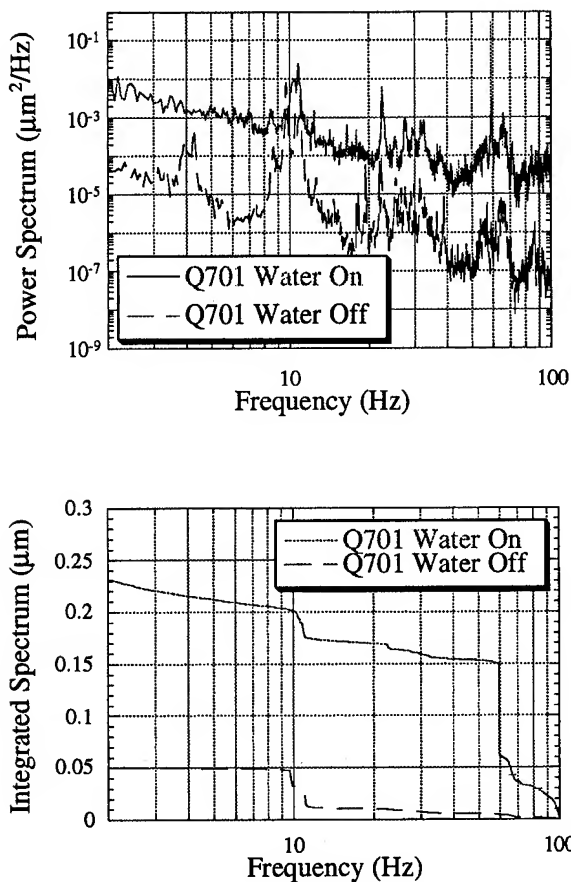 Power Spectrum (µm²/Hz)
10⁻¹
10⁻³
10⁻⁵
10⁻⁷
10⁻⁹
Q701 Water On
Q701 Water Off
10
100
Frequency (Hz)
Integrated Spectrum (µm)
0.3
0.25
0.2
0.15
0.1
0.05
0
Q701 Water On
Q701 Water Off
10
100
Frequency (Hz)